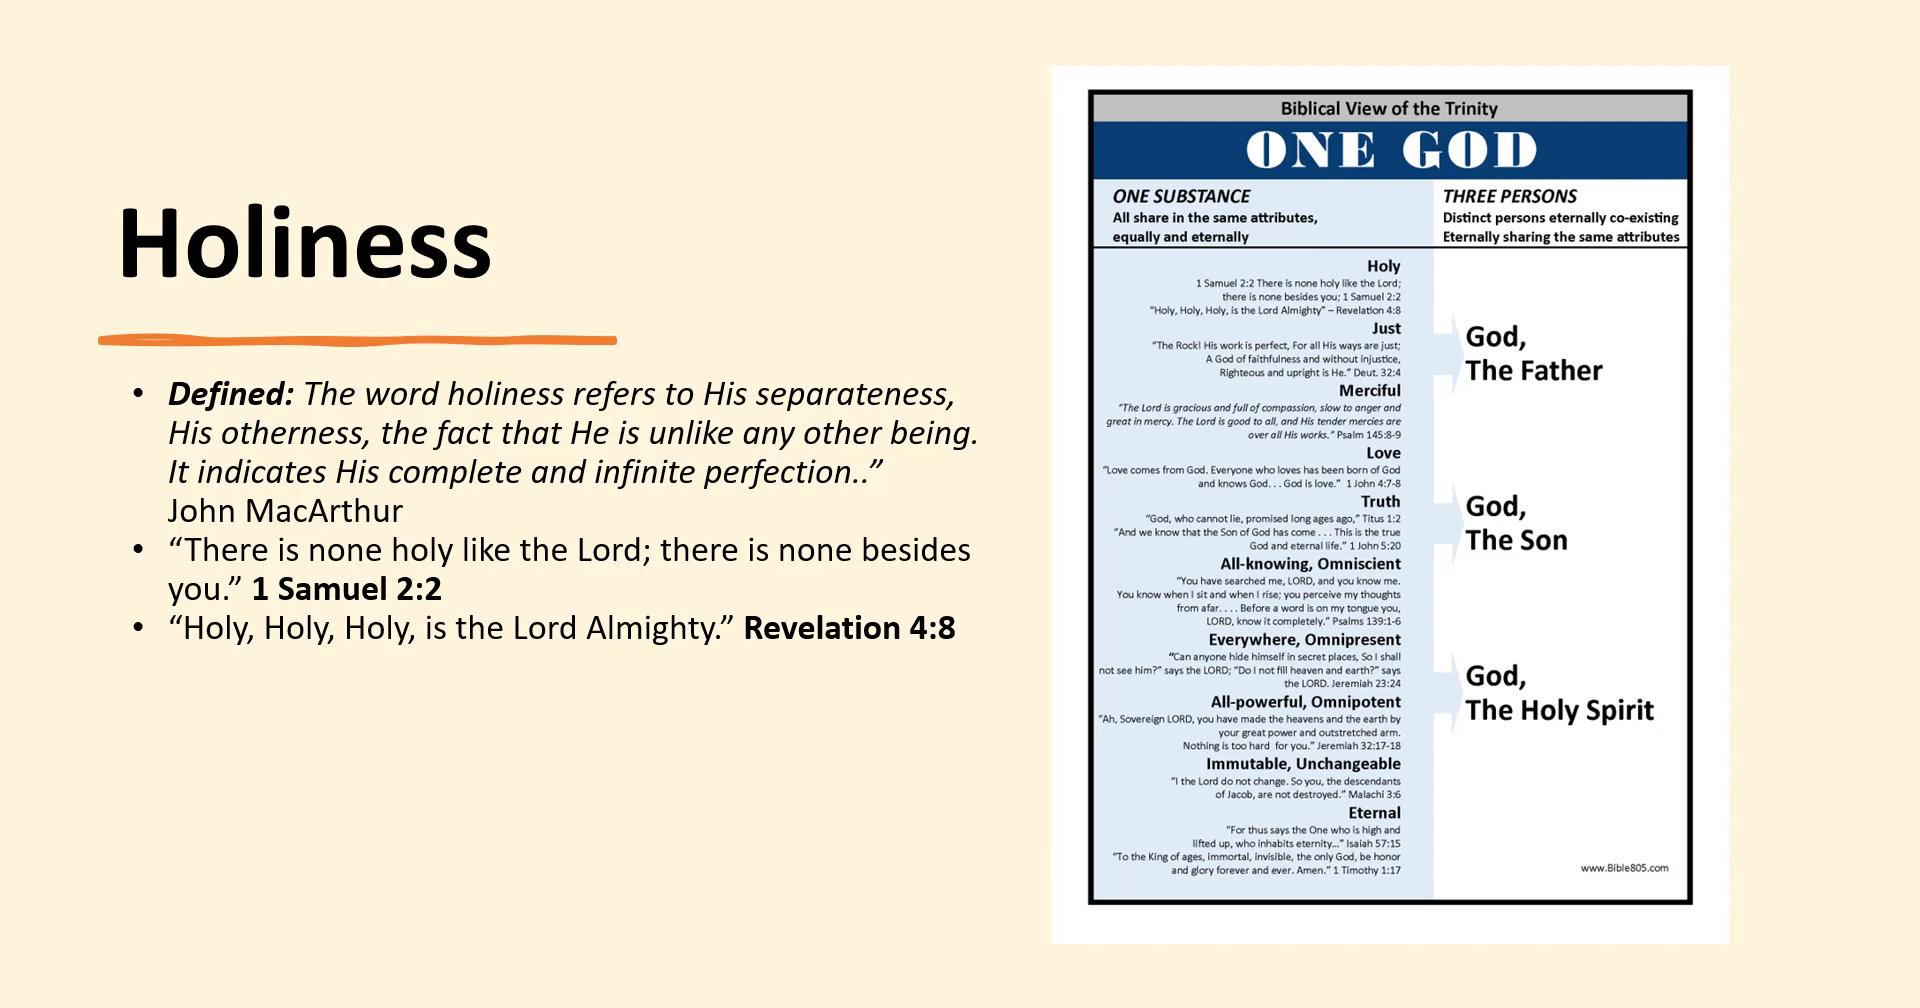 Holiness
• Defined: The word holiness refers to His separateness,
His otherness, the fact that He is unlike any other being.
It indicates His complete and infinite perfection..”
John MacArthur
• “There is none holy like the Lord; there is none besides
you.” 1 Samuel 2:2
• “Holy, Holy, Holy, is the Lord Almighty.” Revelation 4:8
Biblical View of the Trinity
ONE GOD
ONE SUBSTANCE
All share in the same attributes,
equally and eternally
THREE PERSONS
Distinct persons eternally co-existing
Eternally sharing the same attributes
Holy
1 Samuel 2:2 There is none holy like the Lord;
there is none besides you; 1 Samuel 2:2
“Holy, Holy, Holy, is the Lord Almighty” – Revelation 4:8
Just
“The Rock! His work is perfect, For all His ways are just;
A God of faithfulness and without injustice,
Righteous and upright is He.” Deut. 32:4
Merciful
“The Lord is gracious and full of compassion, slow to anger and
great in mercy. The Lord is good to all, and His tender mercies are
over all His works.” Psalm 145:8-9
Love
“Love comes from God. Everyone who loves has been born of God
and knows God. . . God is love.” 1 John 4:7-8
Truth
“God, who cannot lie, promised long ages ago,” Titus 1:2
“And we know that the Son of God has come . . . This is the true
God and eternal life.” 1 John 5:20
All-knowing, Omniscient
“You have searched me, LORD, and you know me.
You know when I sit and when I rise; you perceive my thoughts
from afar. . . . Before a word is on my tongue you,
LORD, know it completely.” Psalms 139:1-6
Everywhere, Omnipresent
“Can anyone hide himself in secret places, So I shall
not see him?” says the LORD; “Do I not fill heaven and earth?” says
the LORD. Jeremiah 23:24
All-powerful, Omnipotent
“Ah, Sovereign LORD, you have made the heavens and the earth by
your great power and outstretched arm.
Nothing is too hard for you.” Jeremiah 32:17-18
Immutable, Unchangeable
“I the Lord do not change. So you, the descendants
of Jacob, are not destroyed.” Malachi 3:6
Eternal
“For thus says the One who is high and
lifted up, who inhabits eternity...” Isaiah 57:15
“To the King of ages, immortal, invisible, the only God, be honor
and glory forever and ever. Amen.” 1 Timothy 1:17
God,
The Father
God,
The Son
God,
The Holy Spirit
www.Bible805.com